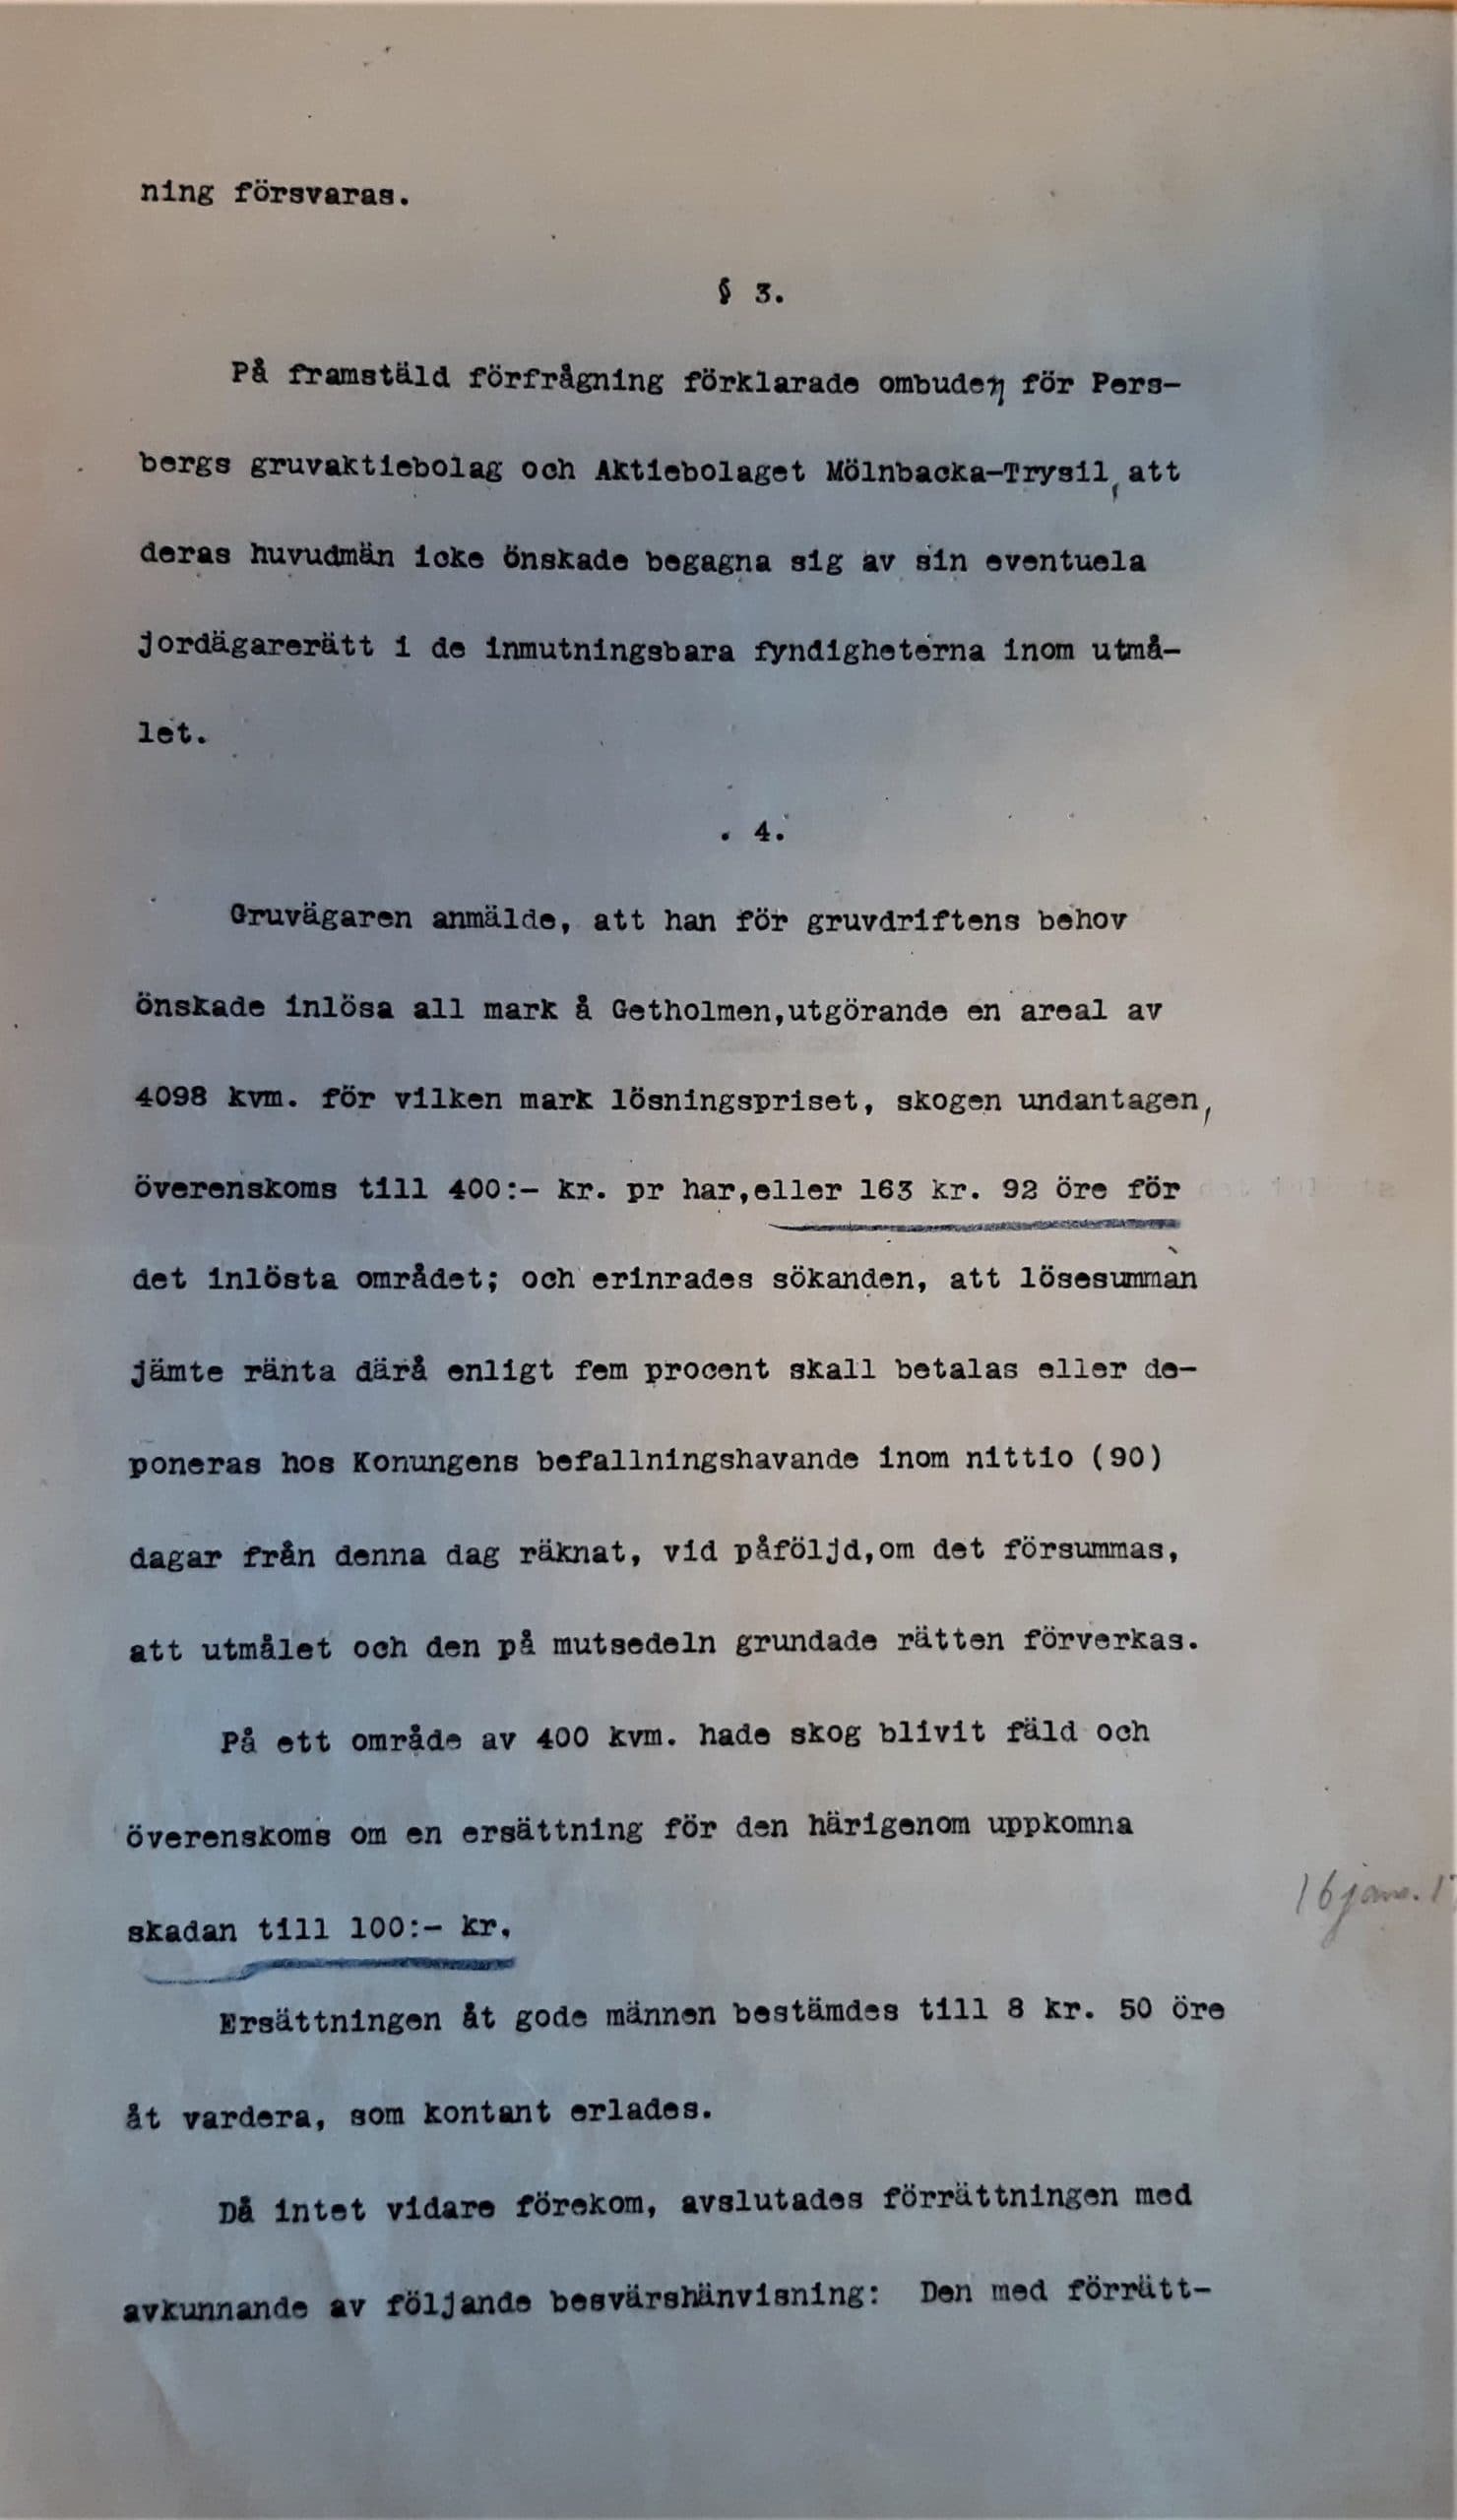 ning försvaras.
§ 3.
På framstäld förfrågning förklarade ombuden för Pers-
bergs gruvaktiebolag och Aktiebolaget Mölnbacka-Trysil, att
deras huvudmän icke önskade begagna sig av sin eventuela
jordägarerätt i de inmutningsbara fyndigheterna inom utmå-
let.
. 4.
Gruvägaren anmälde, att han för gruvdriftens behov
önskade inlösa all mark å Getholmen,utgörande en areal av
4098 kvm. för vilken mark lösningspriset, skogen undantagen,
överenskoms till 400:- kr. pr har,eller 163 kr. 92 öre för
det inlösta området; och erinrades sökanden, att lösesumman
jämte ränta därå enligt fem procent skall betalas eller de-
poneras hos Konungens befallningshavande inom nittio (90)
dagar från denna dag räknat, vid påföljd,om det försummas,
att utmålet och den på mutsedeln grundade rätten förverkas.
På ett område av 400 kvm. hade skog blivit fäld och
överenskoms om en ersättning för den härigenom uppkomna
16 jan.
skadan till 100:- kr.
Ersättningen åt gode männen bestämdes till 8 kr. 50 öre
åt vardera, som kontant erlades.
Då intet vidare förekom, avslutades förrättningen med
avkunnande av följande besvärshänvisning: Den med förrätt-